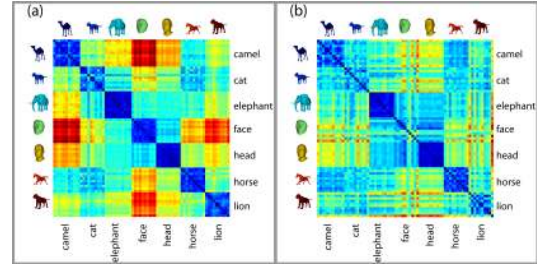 (a)
(b)
camel
cat
elephant
face
head
horse
lion
camel
cat
elephant
face
head
horse
lion
camel
cat
elephant
face
head
horse
lion
camel
cat
elephant
face
head
horse
lion